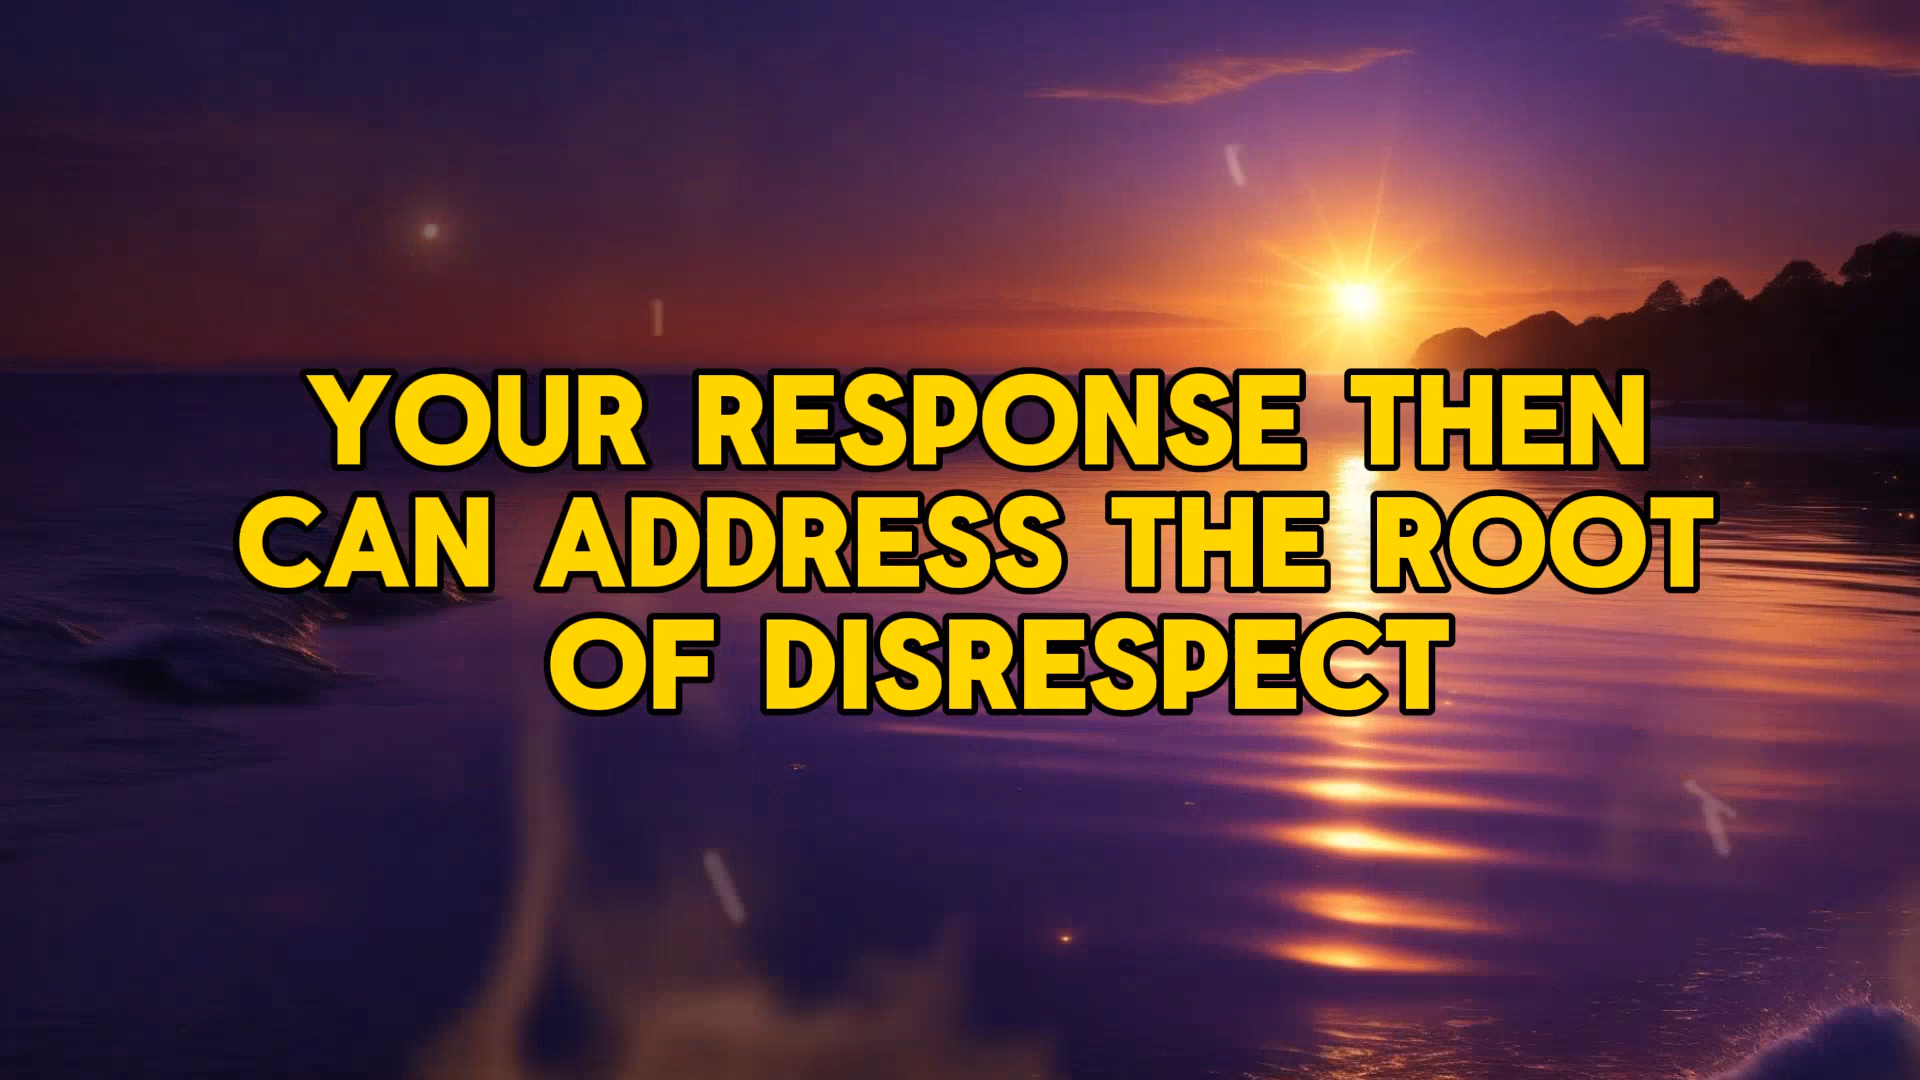 YOUR RESPONSE THEN
CAN ADDRESS THE ROOT
OF DISRESPECT